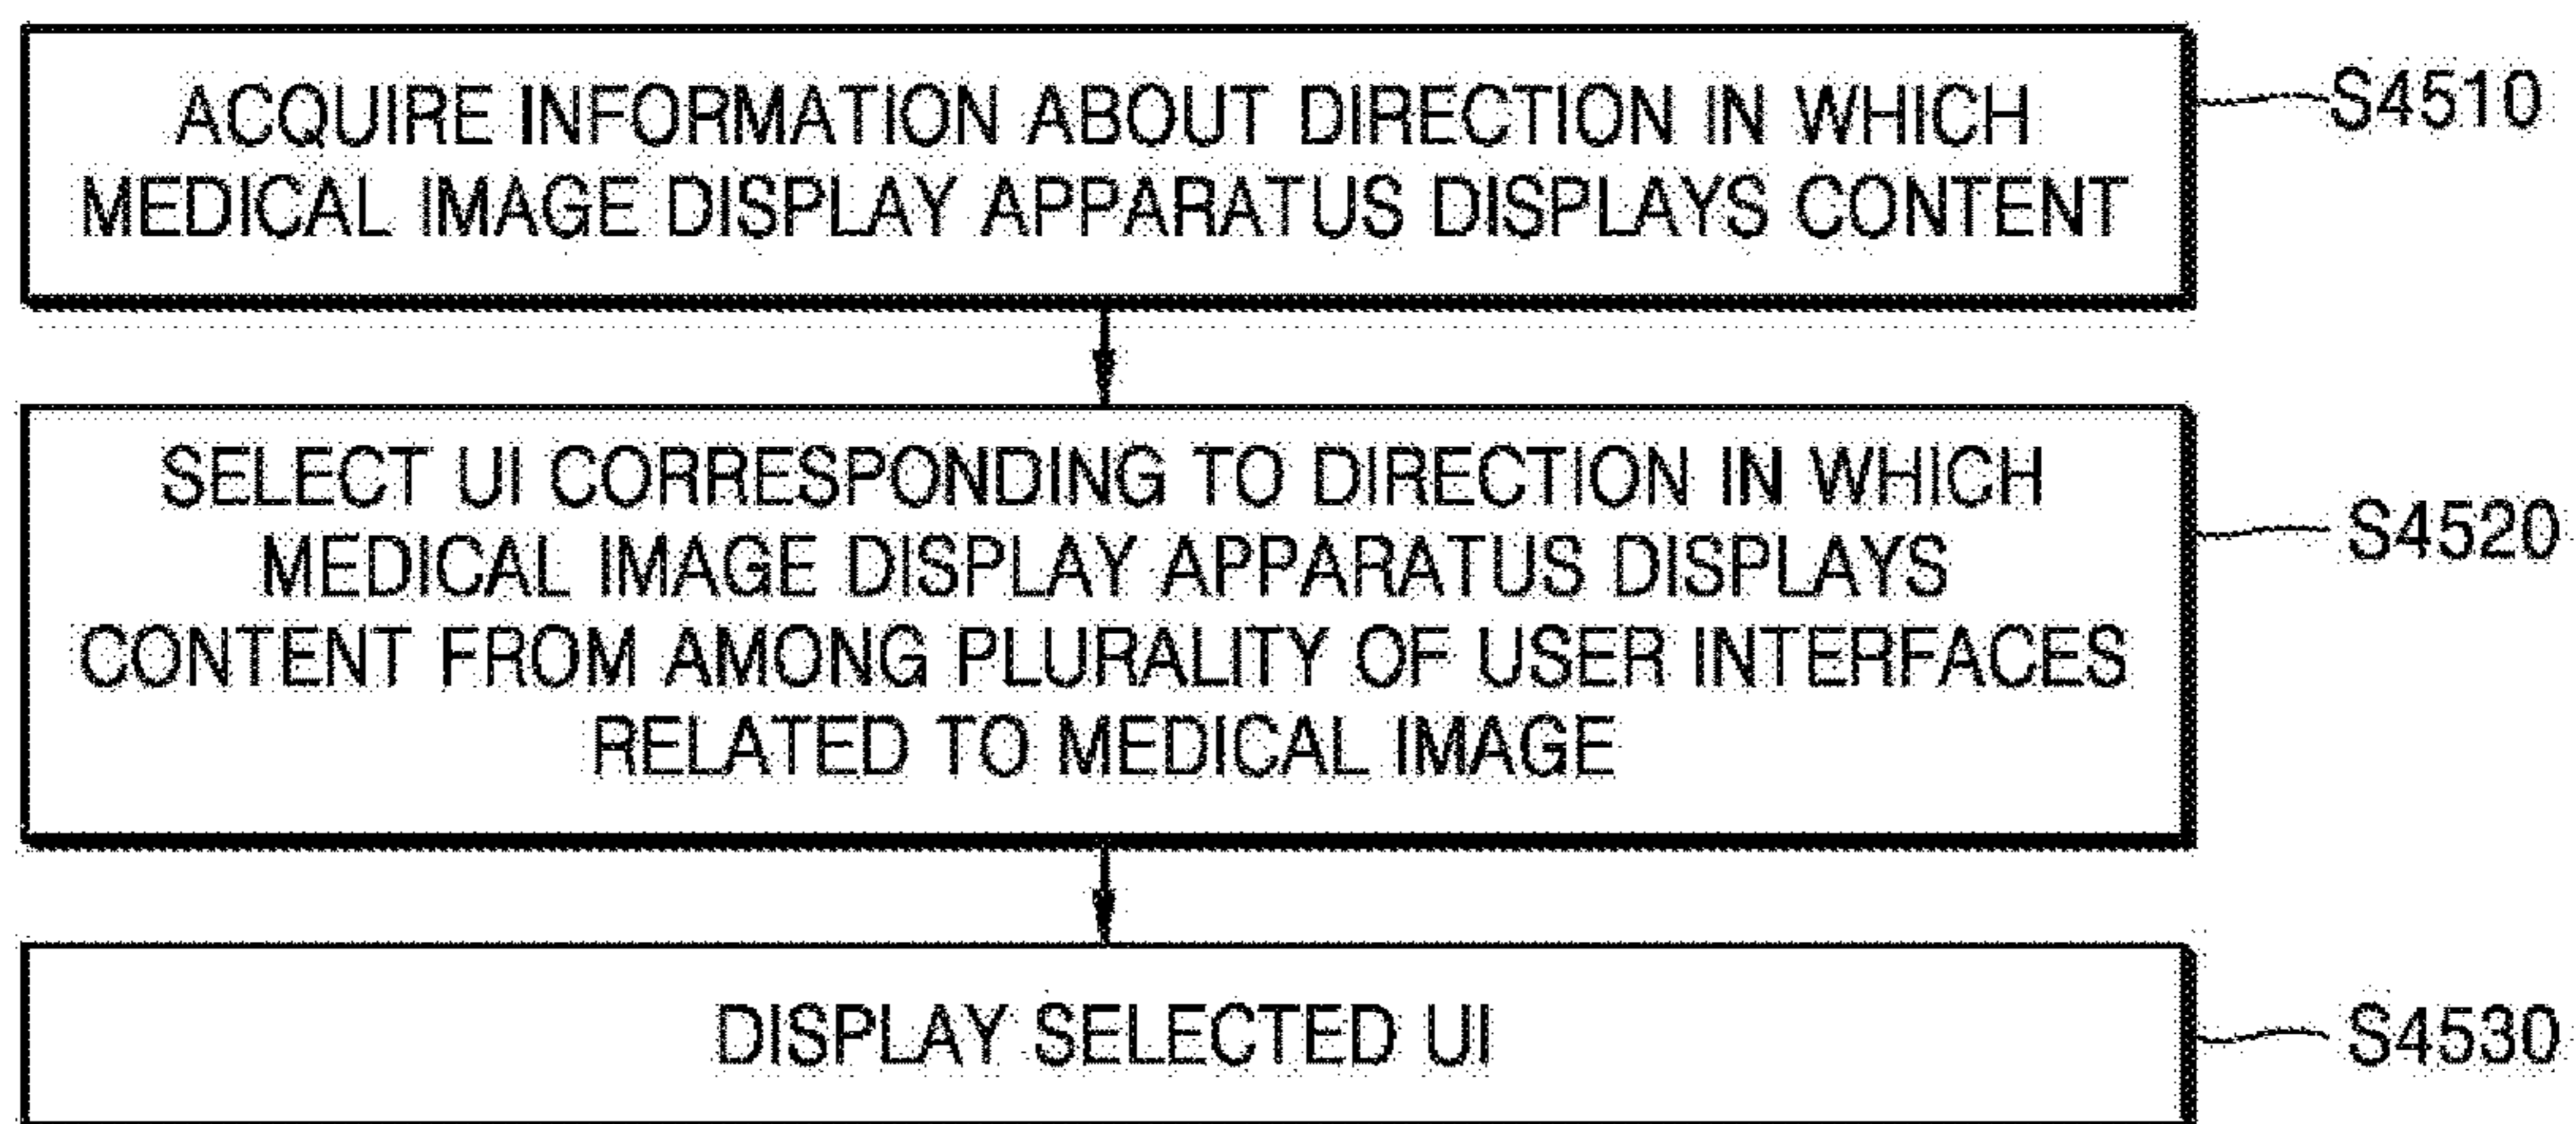 ACQUIRE INFORMATION ABOUT DIRECTION IN WHICH
MEDICAL IMAGE DISPLAY APPARATUS DISPLAYS CONTENT
S4510
SELECT UI CORRESPONDING TO DIRECTION IN WHICH
MEDICAL IMAGE DISPLAY APPARATUS DISPLAYS
CONTENT FROM AMONG PLURALITY OF USER INTERFACES
RELATED TO MEDICAL IMAGE
S4520
DISPLAY SELECTED UI
S4530